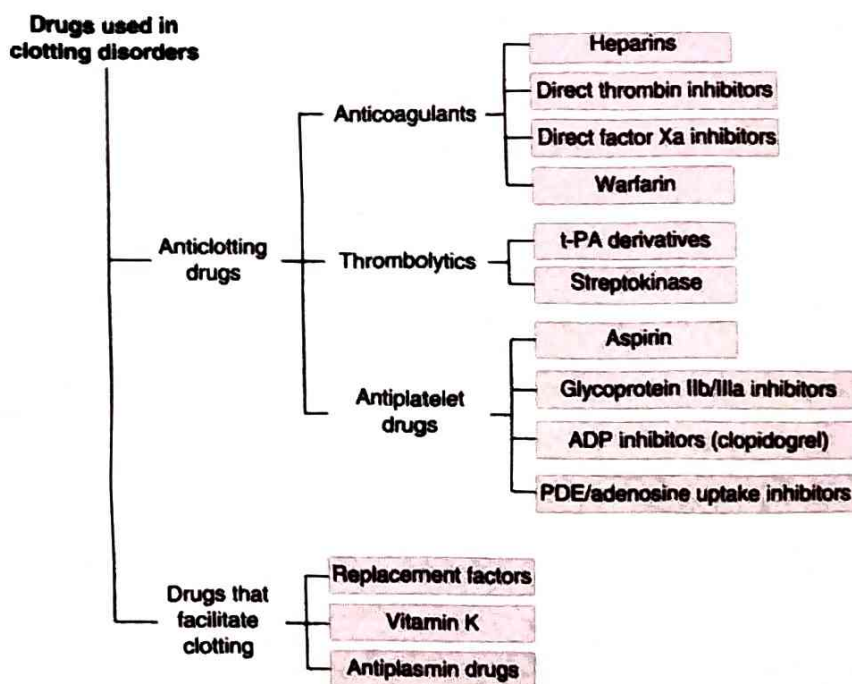 Drugs used in
clotting disorders
Anticlotting
drugs
Anticoagulants
Heparins
Direct thrombin inhibitors
Direct factor Xa inhibitors
Warfarin
Thrombolytics
t-PA derivatives
Streptokinase
Antiplatelet
drugs
Aspirin
Glycoprotein IIb/IIIa inhibitors
ADP inhibitors (clopidogrel)
PDE/adenosine uptake inhibitors
Drugs that
facilitate
clotting
Replacement factors
Vitamin K
Antiplasmin drugs